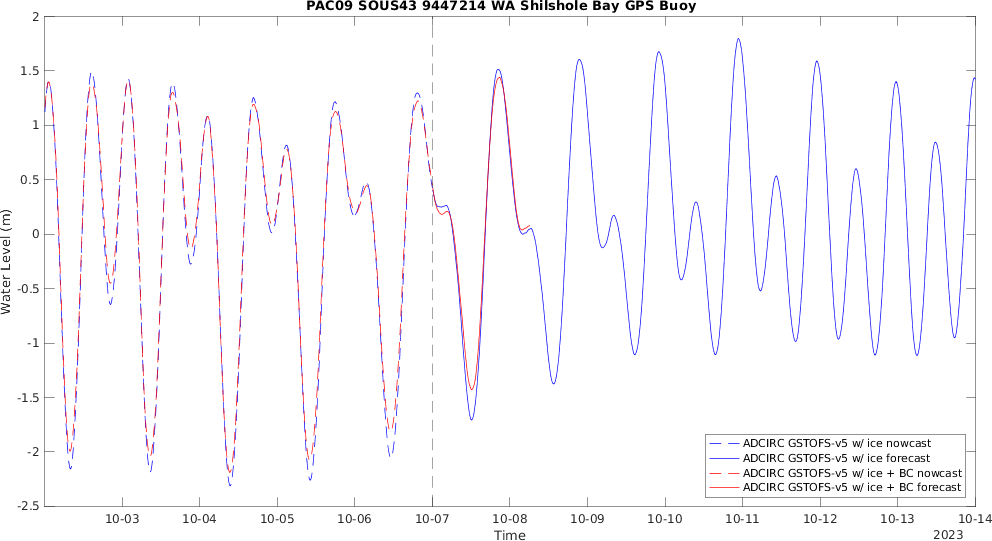 PAC09 SOUS43 9447214 WA Shilshole Bay GPS Buoy
2
1.5
1
0.5
0
-0.5
-1
-1.5
-2
-2.5
Water Level (m)
ADCIRC GSTOFS-v5 w/ ice nowcast
ADCIRC GSTOFS-v5 w/ ice forecast
ADCIRC GSTOFS-v5 w/ ice + BC nowcast
ADCIRC GSTOFS-v5 w/ ice + BC forecast
10-03 10-04 10-05 10-06 10-07 10-08 10-09 10-10 10-11 10-12 10-13 10-14
Time
2023